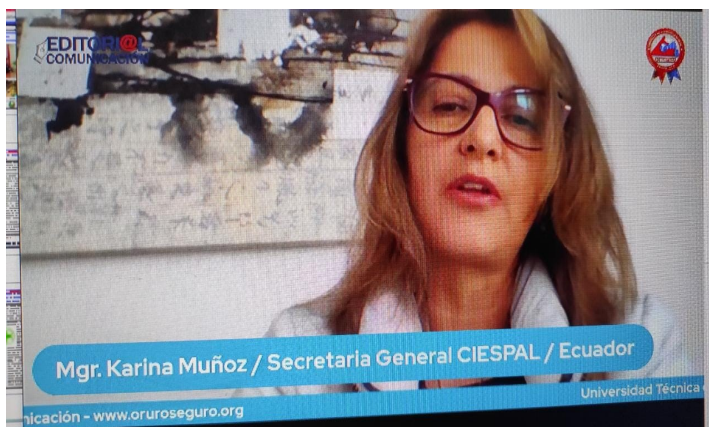 EDITORI@L
COMUNICACIÓN
Mgr. Karina Muñoz / Secretaria General CIESPAL / Ecuador
Universidad Técnica
nicación - www.oruroseguro.org